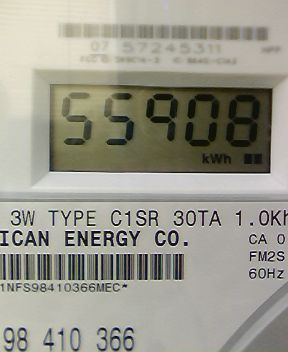 07 57245311
55908
kWh
3W TYPE C1SR 30TA 1.0Kh
ICAN ENERGY CO.
CA 0
FM2S
60Hz
1NFS98410366MEC*
98 410 366